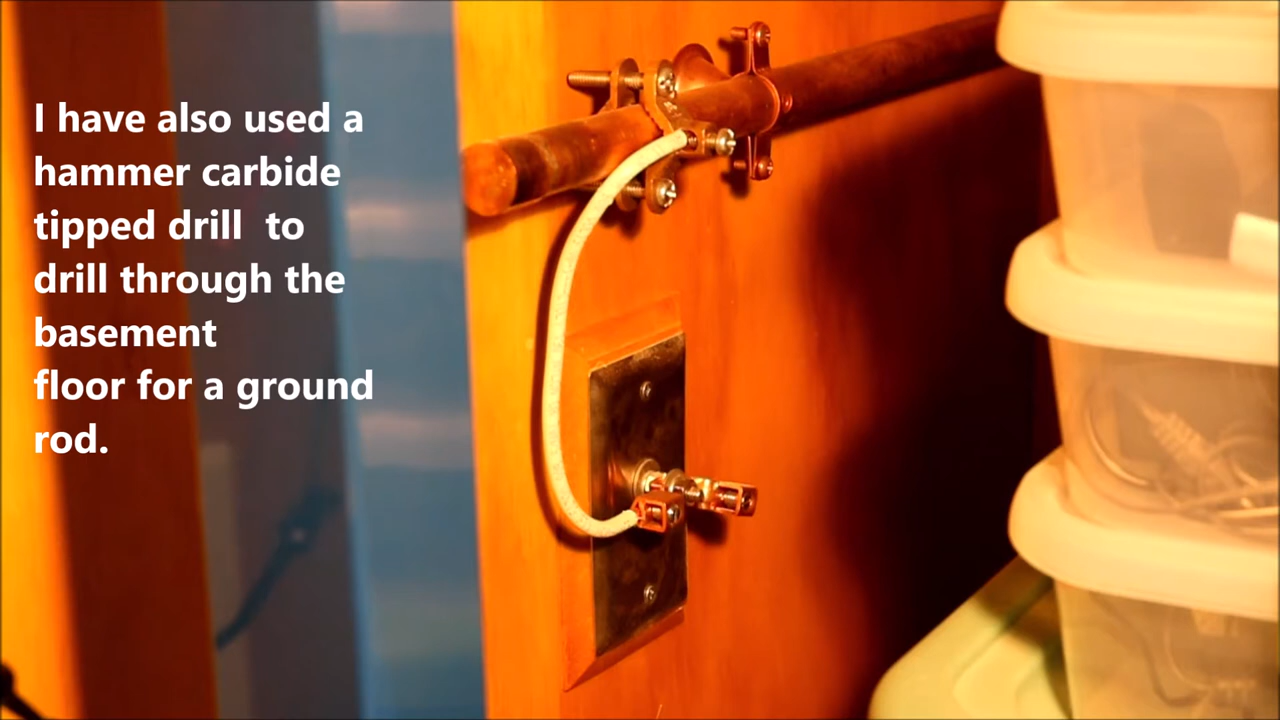 I have also used a
hammer carbide
tipped drill  to
drill through the
basement
floor for a ground
rod.